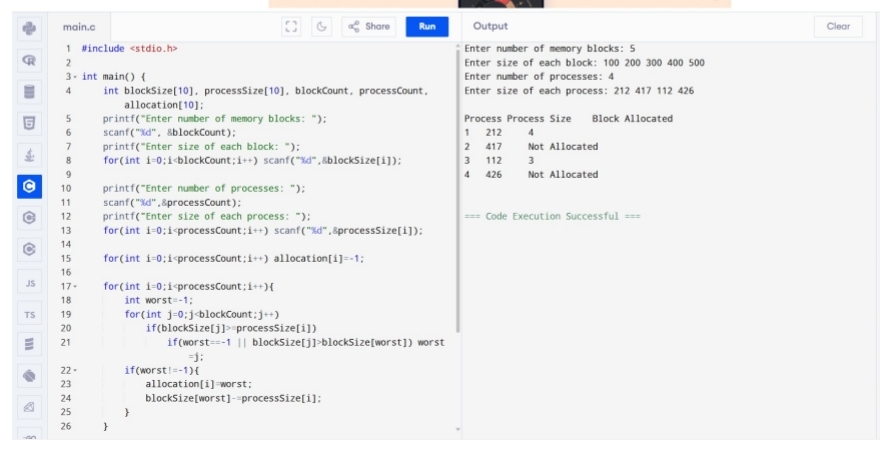 main.c
Share
Run
Output
Clear
1 #include <stdio.h>
2
3- int main() {
4 int blockSize[10], processSize[10], blockCount, processCount,
allocation[10];
5 printf("Enter number of memory blocks: ");
6 scanf("%d", &blockCount);
7 printf("Enter size of each block: ");
8 for(int i=0;i<blockCount;i++) scanf("%d",&blockSize[i]);
9
10 printf("Enter number of processes: ");
11 scanf("%d",&processCount);
12 printf("Enter size of each process: ");
13 for(int i=0;i<processCount;i++) scanf("%d",&processSize[i]);
14
15 for(int i=0;i<processCount;i++) allocation[i]=-1;
16
17- for(int i=0;i<processCount;i++){
18 int worst=-1;
19 for(int j=0;j<blockCount;j++)
20 if(blockSize[j]>=processSize[i])
21 if(worst==-1 || blockSize[j]>blockSize[worst]) worst
=j;
22- if(worst!=-1){
23 allocation[i]=worst;
24 blockSize[worst]-=processSize[i];
25 }
26 }
Enter number of memory blocks: 5
Enter size of each block: 100 200 300 400 500
Enter number of processes: 4
Enter size of each process: 212 417 112 426
Process Process Size Block Allocated
1 212 4
2 417 Not Allocated
3 112 3
4 426 Not Allocated
=== Code Execution Successful ===
JS
TS